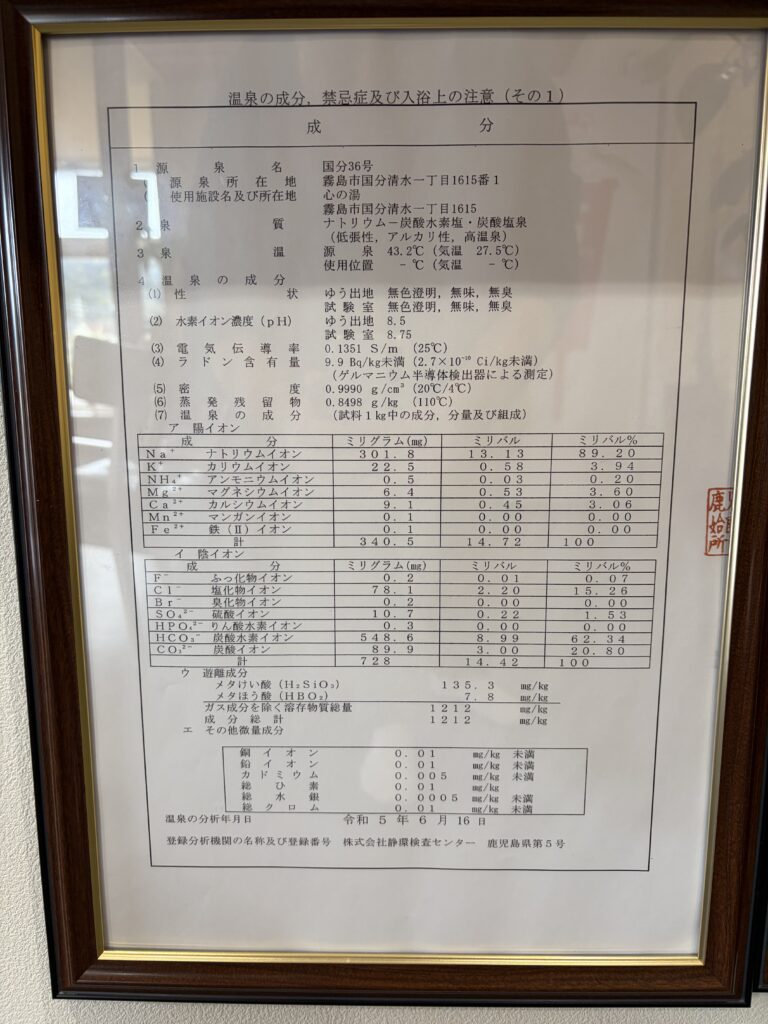 温泉の成分，禁忌症及び入浴上の注意（その１）
成　分
１　源泉名　国分36号
源泉所在地　霧島市国分清水一丁目1615番１
使用施設名及び所在地　心の湯
霧島市国分清水一丁目1615
２　泉質　ナトリウム－炭酸水素塩・炭酸塩泉
（低張性，アルカリ性，高温泉）
３　泉温　源泉　43.2℃（気温　27.5℃）
使用位置　－℃（気温　－℃）
４　温泉の成分
⑴　性状　ゆう出地　無色澄明，無味，無臭
試験室　無色澄明，無味，無臭
⑵　水素イオン濃度（pH）　ゆう出地　8.5
試験室　8.75
⑶　電気伝導率　0.1351 S/m （25℃）
⑷　ラドン含有量　9.9 Bq/kg未満（2.7×10⁻¹⁰ Ci/kg未満）
（ゲルマニウム半導体検出器による測定）
⑸　密度　0.9990 g/cm³（20℃/4℃）
⑹　蒸発残留物　0.8498 g/kg （110℃）
⑺　温泉の成分　（試料１kg中の成分，分量及び組成）
ア　陽イオン
成分　ミリグラム(mg)　ミリバル　ミリバル％
Na⁺　ナトリウムイオン　301.8　13.13　89.20
K⁺　カリウムイオン　22.5　0.58　3.94
NH₄⁺　アンモニウムイオン　0.5　0.03　0.20
Mg²⁺　マグネシウムイオン　6.4　0.53　3.60
Ca²⁺　カルシウムイオン　9.1　0.45　3.06
Mn²⁺　マンガンイオン　0.1　0.00　0.00
Fe²⁺　鉄（Ⅱ）イオン　0.1　0.00　0.00
計　340.5　14.72　100
イ　陰イオン
成分　ミリグラム(mg)　ミリバル　ミリバル％
F⁻　ふっ化物イオン　0.2　0.01　0.07
Cl⁻　塩化物イオン　78.1　2.20　15.26
Br⁻　臭化物イオン　0.2　0.00　0.00
SO₄²⁻　硫酸イオン　10.7　0.22　1.53
HPO₄²⁻　りん酸水素イオン　0.3　0.00　0.00
HCO₃⁻　炭酸水素イオン　548.6　8.99　62.34
CO₃²⁻　炭酸イオン　89.9　3.00　20.80
計　728　14.42　100
ウ　遊離成分
メタけい酸（H₂SiO₃）　135.3　mg/kg
メタほう酸（HBO₂）　7.8　mg/kg
ガス成分を除く溶存物質総量　1212　mg/kg
成分総計　1212　mg/kg
エ　その他微量成分
銅イオン　0.01　mg/kg　未満
鉛イオン　0.01　mg/kg　未満
カドミウム　0.005　mg/kg　未満
総ひ素　0.01　mg/kg
総水銀　0.0005　mg/kg　未満
総クロム　0.01　mg/kg　未満
温泉の分析年月日　令和５年６月16日
登録分析機関の名称及び登録番号　株式会社静環検査センター　鹿児島県第５号
鹿始所